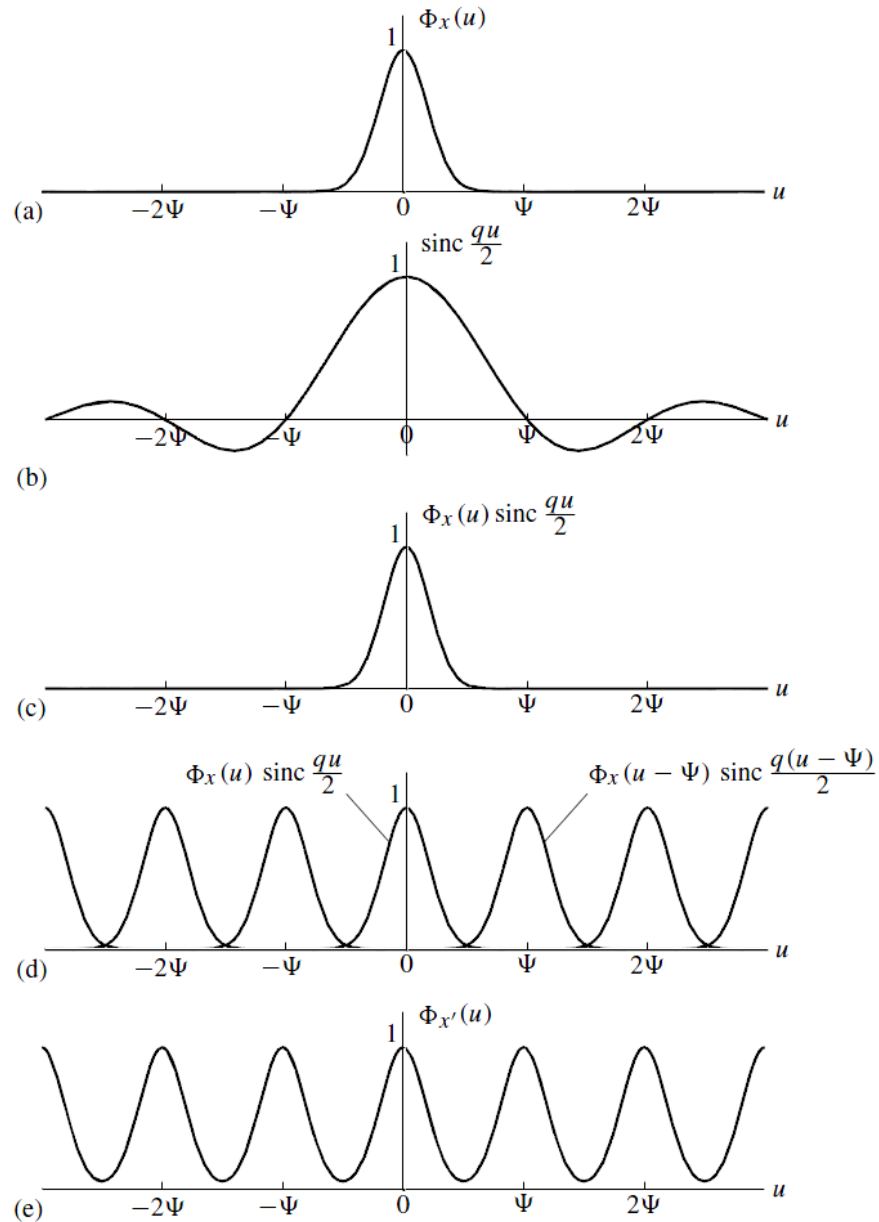 Φₓ(u)
1
−2Ψ −Ψ 0 Ψ 2Ψ u
(a)
sinc qu/2
1
−2Ψ −Ψ 0 Ψ 2Ψ u
(b)
Φₓ(u) sinc qu/2
1
−2Ψ −Ψ 0 Ψ 2Ψ u
(c)
Φₓ(u) sinc qu/2 Φₓ(u − Ψ) sinc q(u − Ψ)/2
1
−2Ψ −Ψ 0 Ψ 2Ψ u
(d)
Φₓ′(u)
1
−2Ψ −Ψ 0 Ψ 2Ψ u
(e)